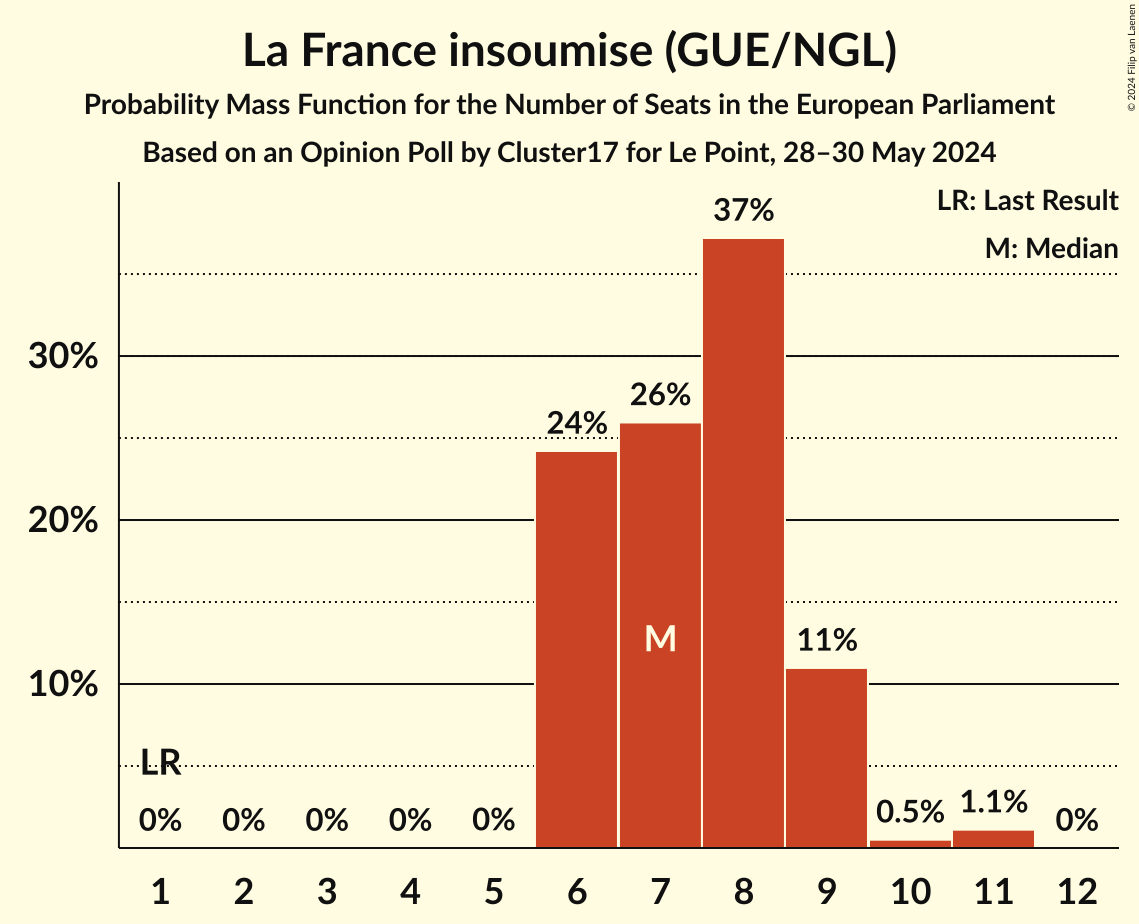 La France insoumise (GUE/NGL)
Probability Mass Function for the Number of Seats in the European Parliament
Based on an Opinion Poll by Cluster17 for Le Point, 28–30 May 2024
© 2024 Filip van Laenen
LR: Last Result
M: Median
37%
30%
26%
24%
20%
M
11%
10%
LR
0%
0%
0%
0%
0%
0.5%
1.1%
0%
1 2 3 4 5 6 7 8 9 10 11 12